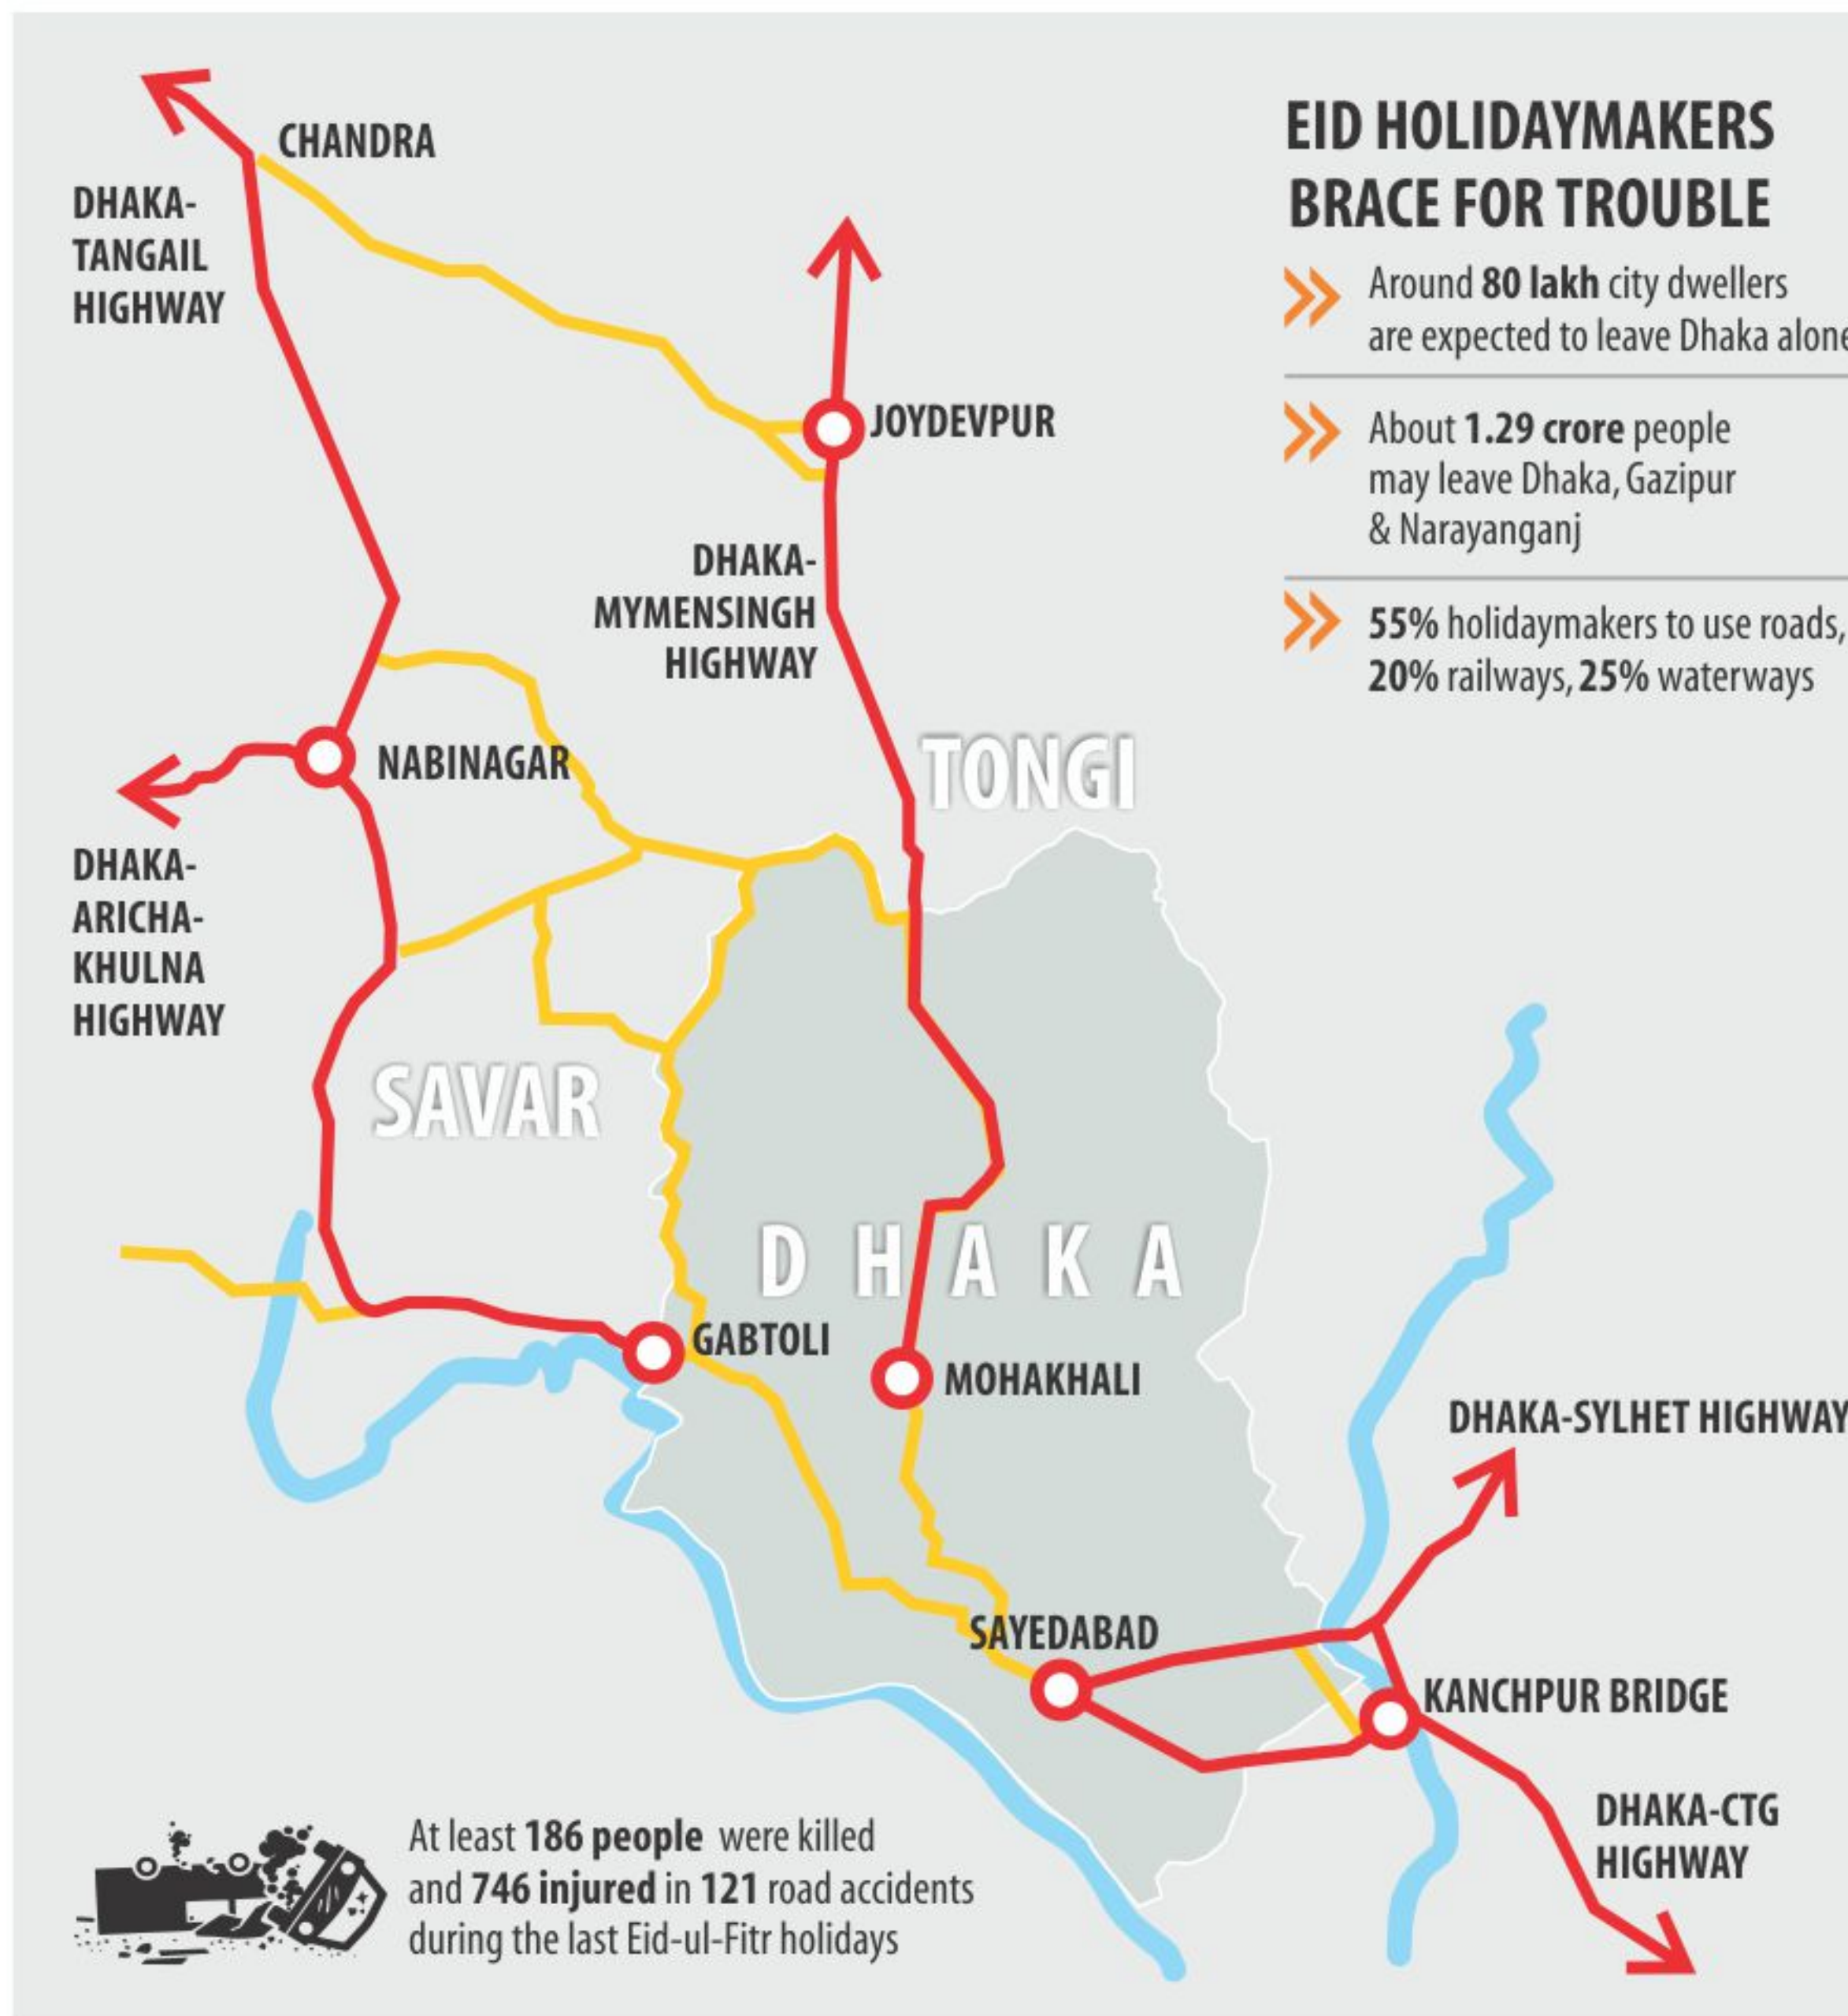 EID HOLIDAYMAKERS
BRACE FOR TROUBLE
Around 80 lakh city dwellers
are expected to leave Dhaka alone
About 1.29 crore people
may leave Dhaka, Gazipur
& Narayanganj
55% holidaymakers to use roads,
20% railways, 25% waterways
CHANDRA
DHAKA-
TANGAIL
HIGHWAY
JOYDEVPUR
DHAKA-
MYMENSINGH
HIGHWAY
TONGI
NABINAGAR
DHAKA-
ARICHA-
KHULNA
HIGHWAY
SAVAR
DHAKA
GABTOLI
MOHAKHALI
DHAKA-SYLHET HIGHWAY
SAYEDABAD
KANCHPUR BRIDGE
DHAKA-CTG
HIGHWAY
At least 186 people were killed
and 746 injured in 121 road accidents
during the last Eid-ul-Fitr holidays